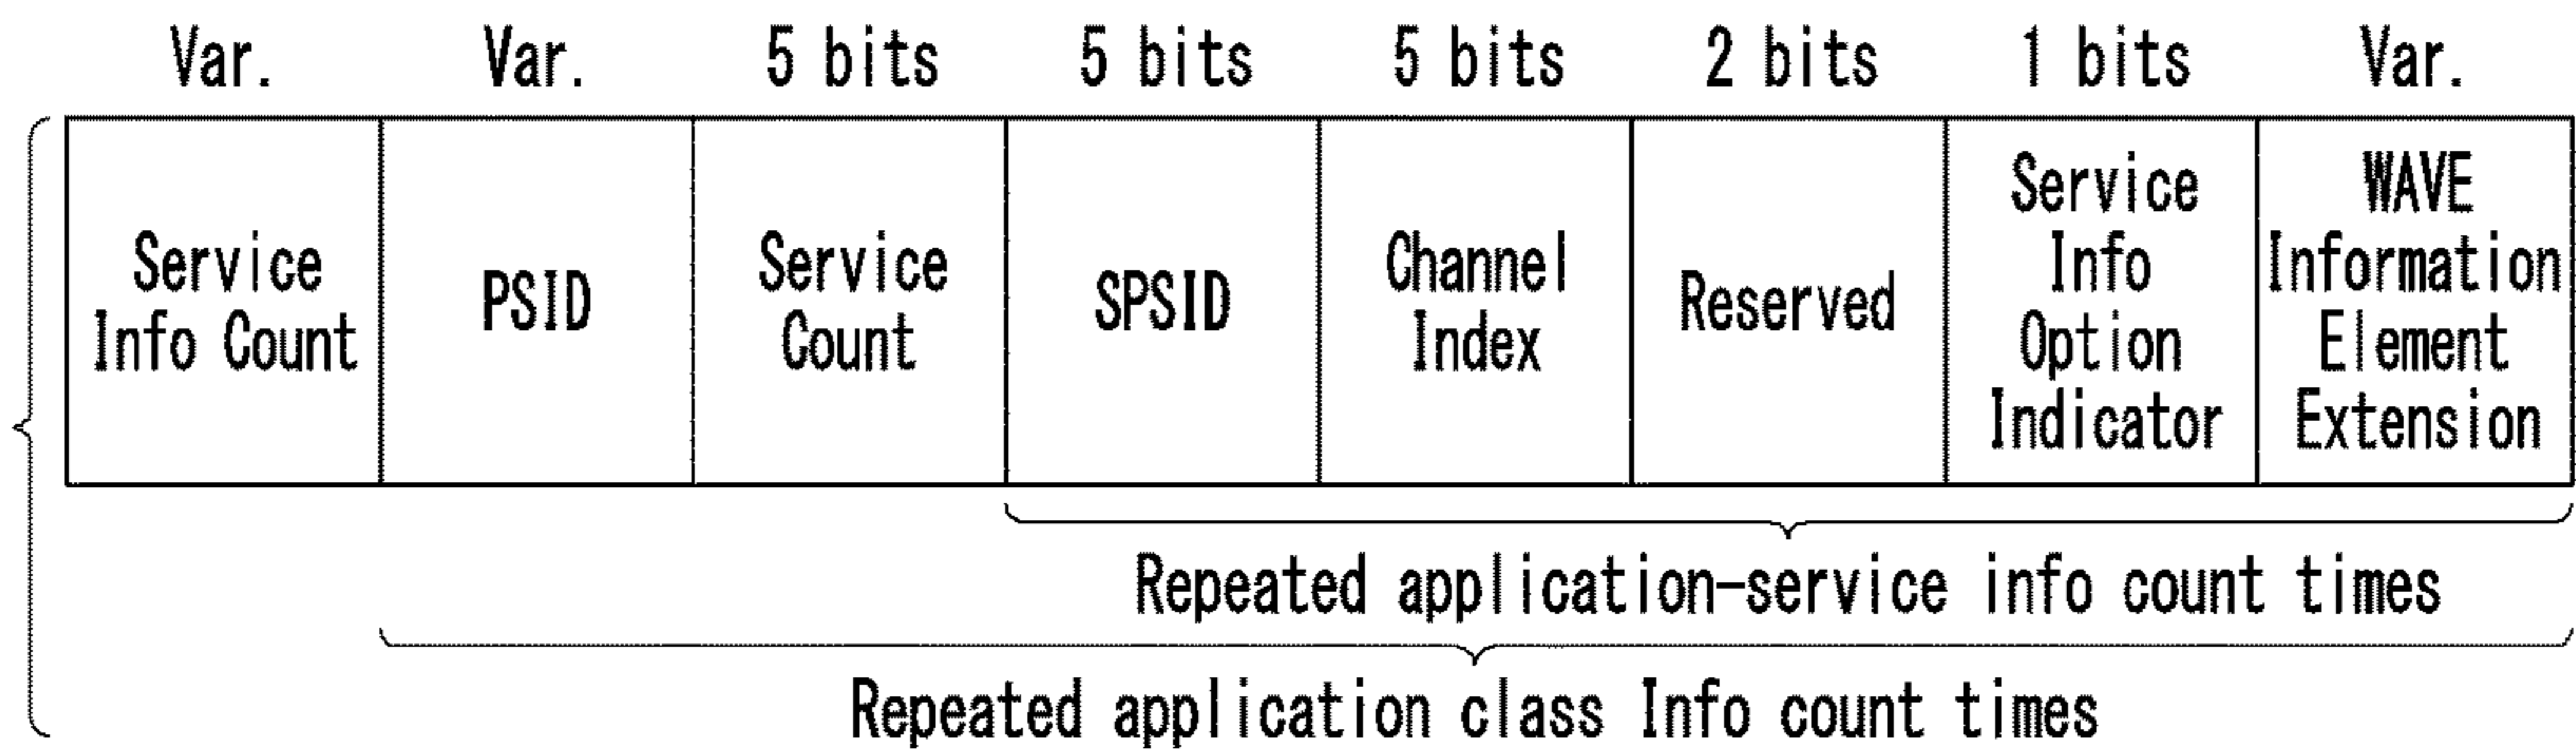 Var. Var. 5 bits 5 bits 5 bits 2 bits 1 bits Var.
Service
Info Count
PSID
Service
Count
SPSID
Channel
Index
Reserved
Service
Info
Option
Indicator
WAVE
Information
Element
Extension
Repeated application-service info count times
Repeated application class Info count times